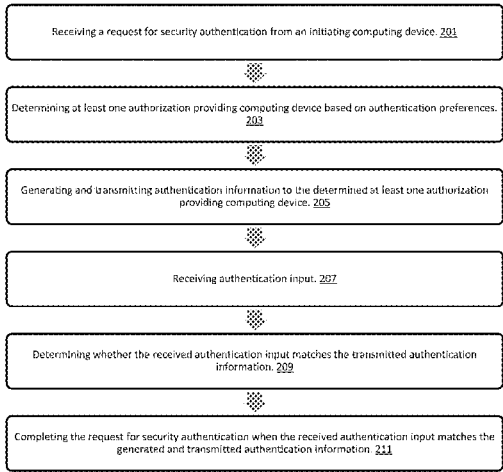 Receiving a request for security authentication from an initiating computing device. 201
Determining at least one authorization providing computing device based on authentication preferences.
203
Generating and transmitting authentication information to the determined at least one authorization
providing computing device. 205
Receiving authentication input. 207
Determining whether the received authentication input matches the transmitted authentication
information. 209
Completing the request for security authentication when the received authentication input matches the
generated and transmitted authentication information. 211